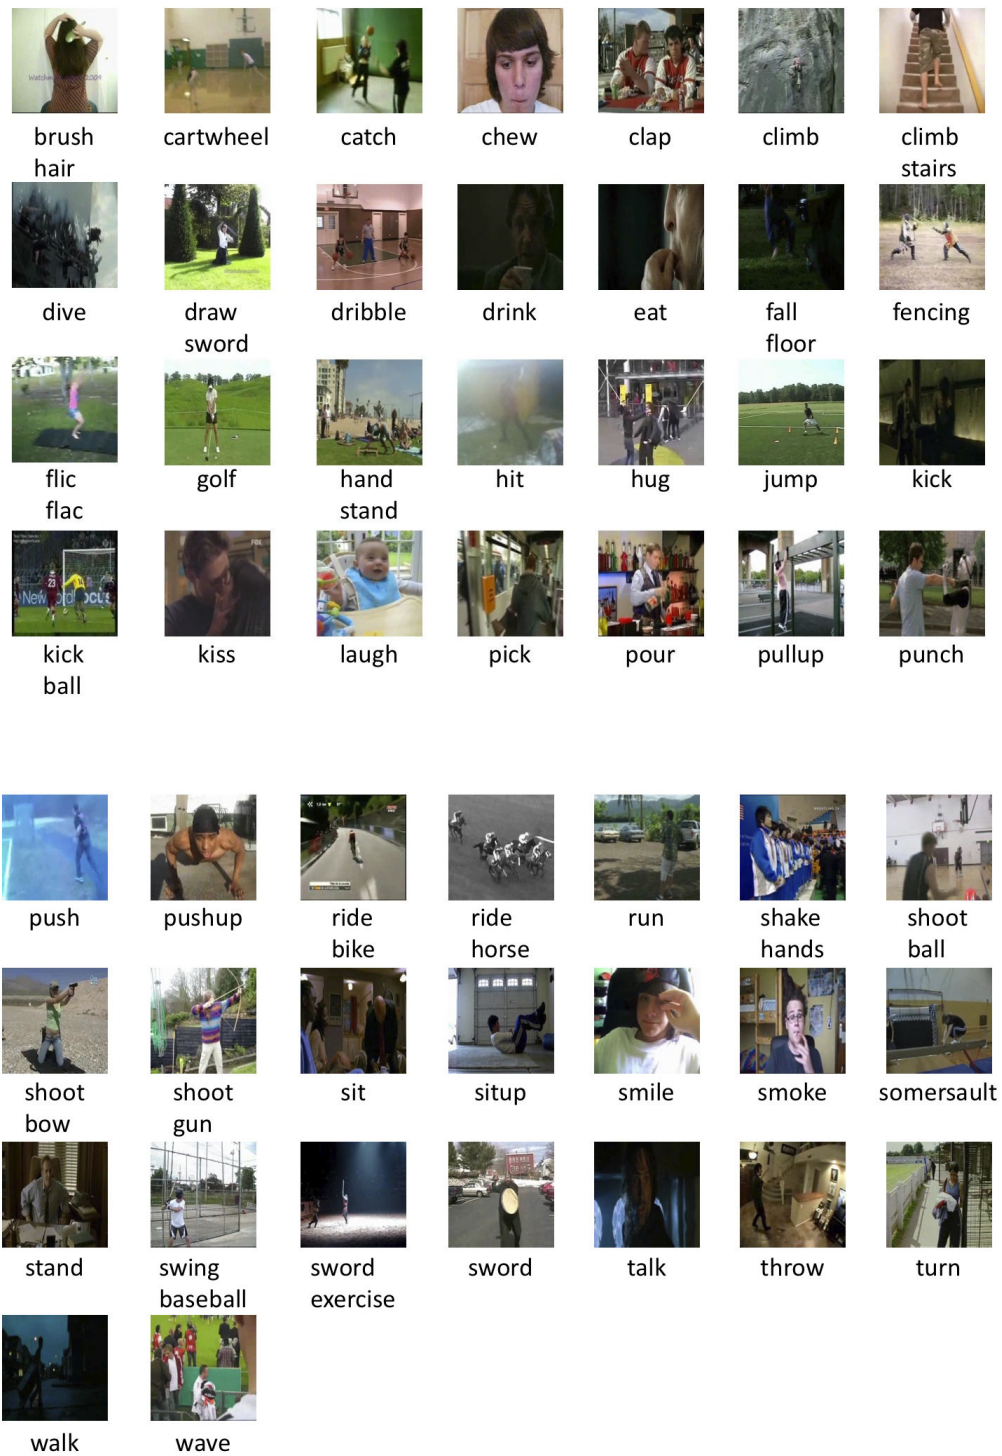 Watching 2009
brush cartwheel catch chew clap climb climb
hair stairs
dive draw dribble drink eat fall fencing
sword floor
flic golf hand hit hug jump kick
flac stand
23
kick kiss laugh pick pour pullup punch
ball
push pushup ride ride run shake shoot
bike horse hands ball
shoot shoot sit situp smile smoke somersault
bow gun
stand swing sword sword talk throw turn
baseball exercise
walk wave